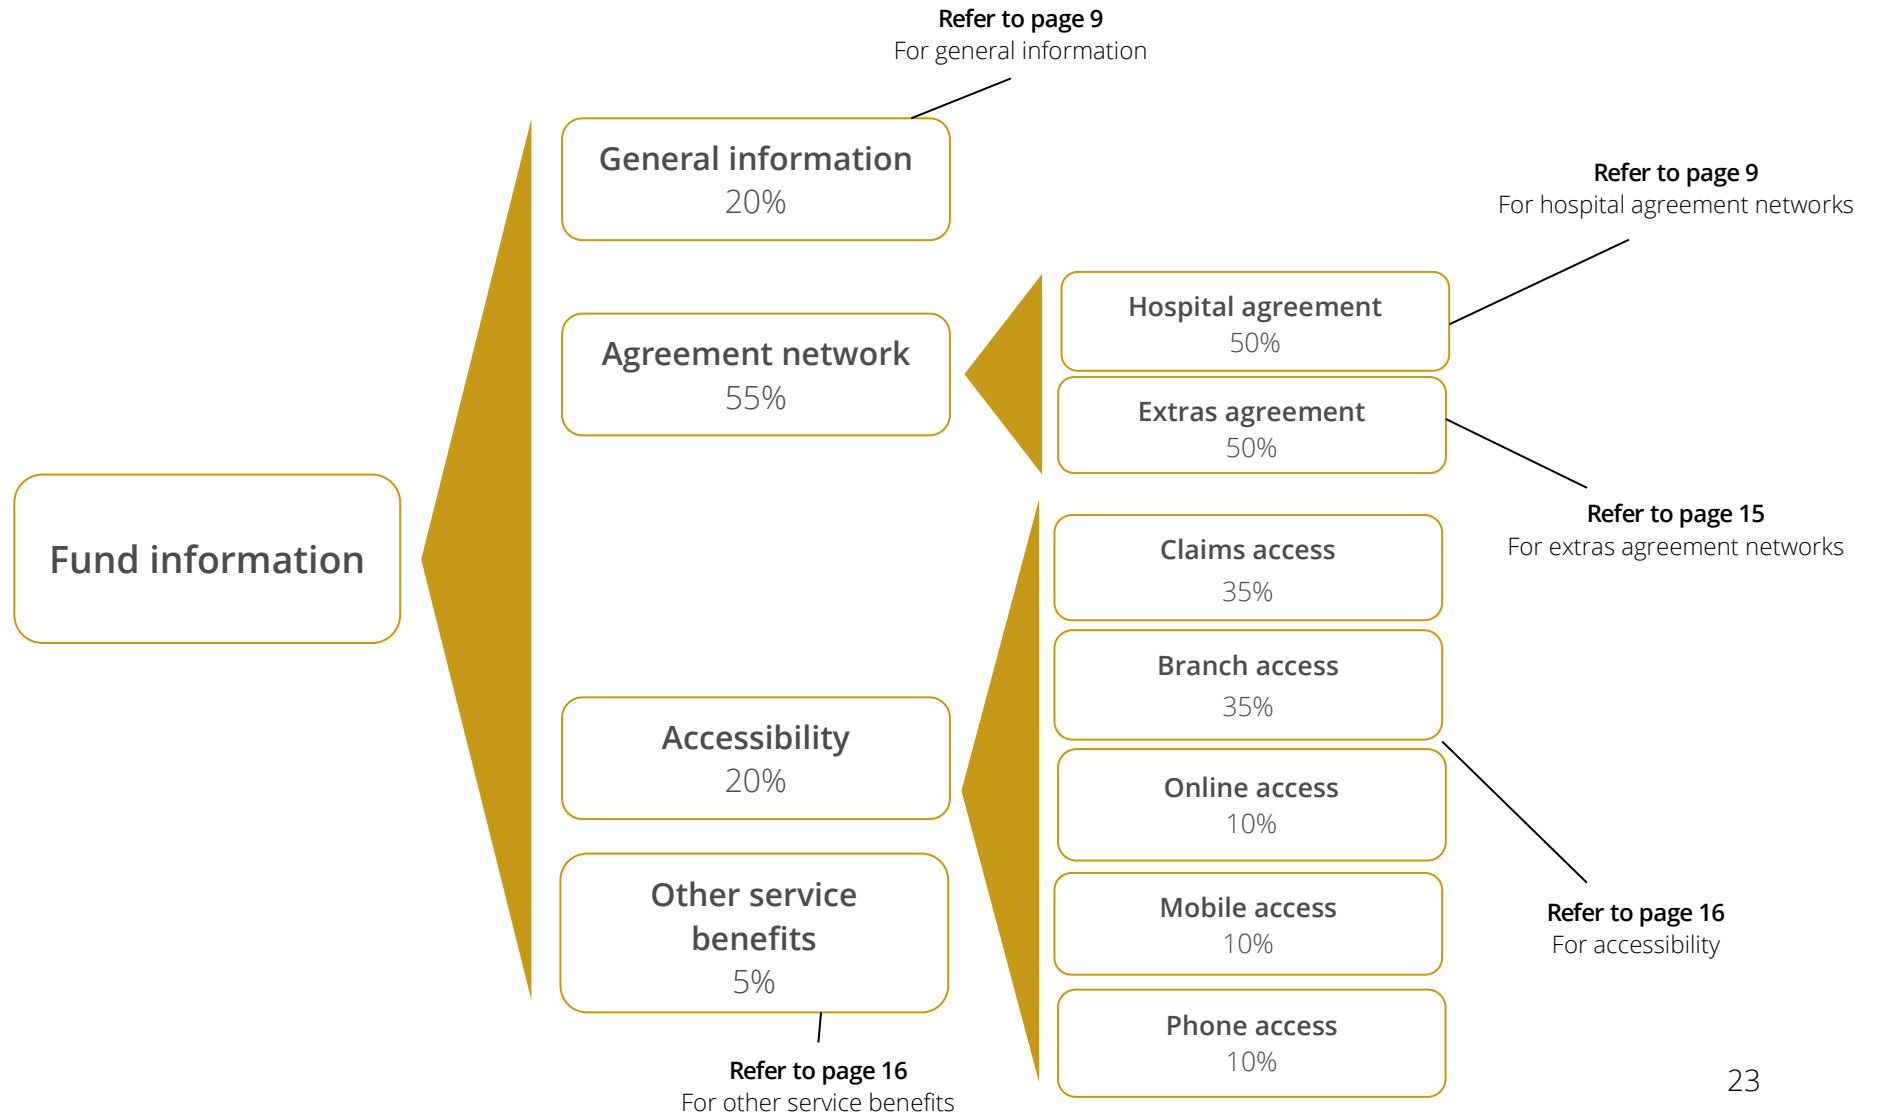 Refer to page 9
For general information
General information
20%
Refer to page 9
For hospital agreement networks
Hospital agreement
50%
Agreement network
55%
Extras agreement
50%
Refer to page 15
For extras agreement networks
Fund information
Claims access
35%
Branch access
35%
Accessibility
20%
Online access
10%
Other service
benefits
5%
Mobile access
10%
Refer to page 16
For accessibility
Phone access
10%
Refer to page 16
For other service benefits
23